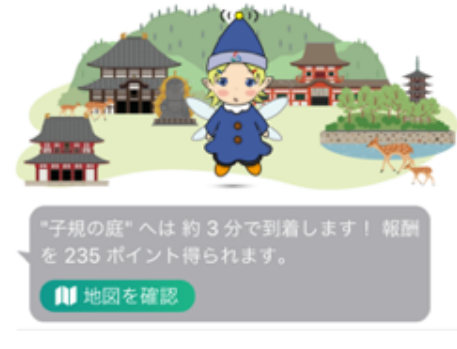 "子規の庭" へは 約 3 分で到着します！ 報酬
を 235 ポイント得られます。
地図を確認